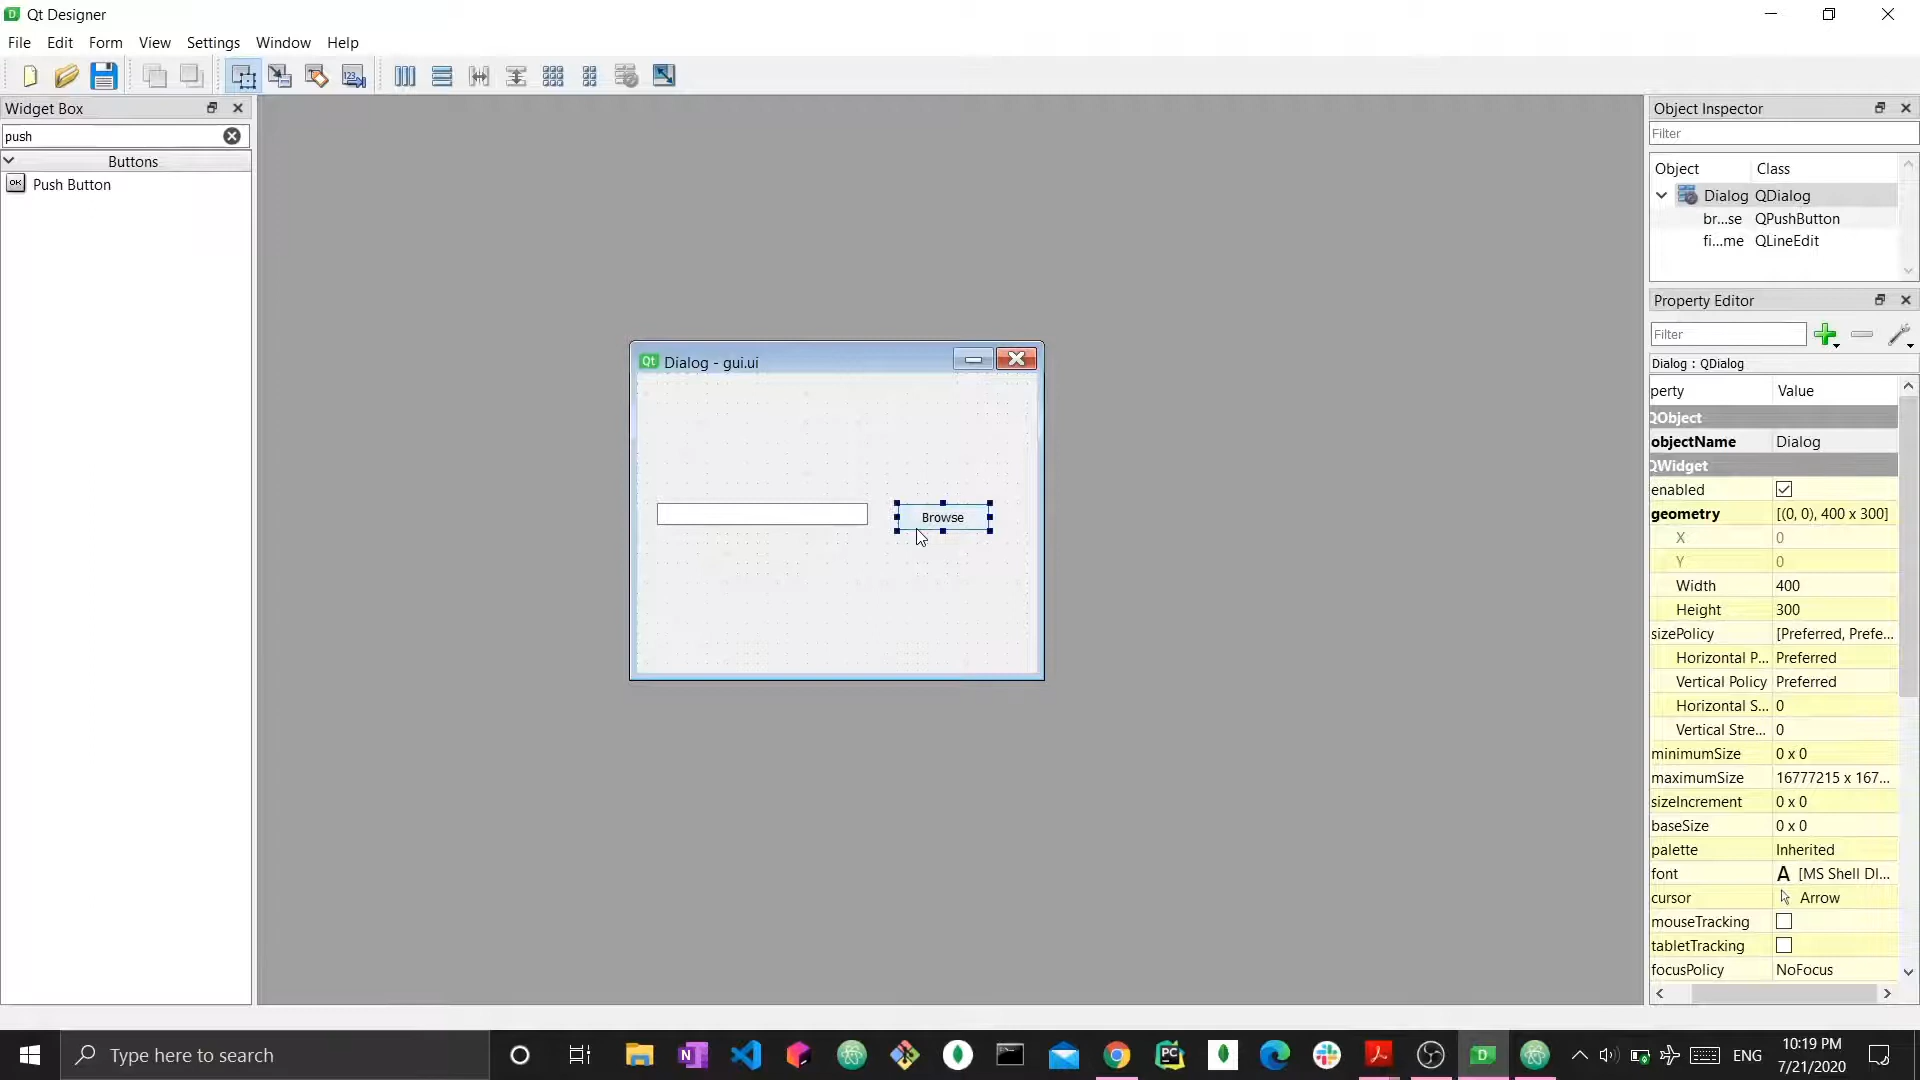 Qt Designer
File Edit Form View Settings Window Help
Widget Box
push
Buttons
Push Button
Qt Dialog - gui.ui
Browse
Object Inspector
Filter
Object Class
Dialog QDialog
br...se QPushButton
fi...me QLineEdit
Property Editor
Filter
Dialog : QDialog
perty Value
QObject
objectName Dialog
QWidget
enabled
geometry [(0, 0), 400 x 300]
X 0
Y 0
Width 400
Height 300
sizePolicy [Preferred, Prefe...
Horizontal P... Preferred
Vertical Policy Preferred
Horizontal S... 0
Vertical Stre... 0
minimumSize 0 x 0
maximumSize 16777215 x 167...
sizeIncrement 0 x 0
baseSize 0 x 0
palette Inherited
font A [MS Shell Dl...
cursor Arrow
mouseTracking
tabletTracking
focusPolicy NoFocus
Type here to search
ENG
10:19 PM
7/21/2020